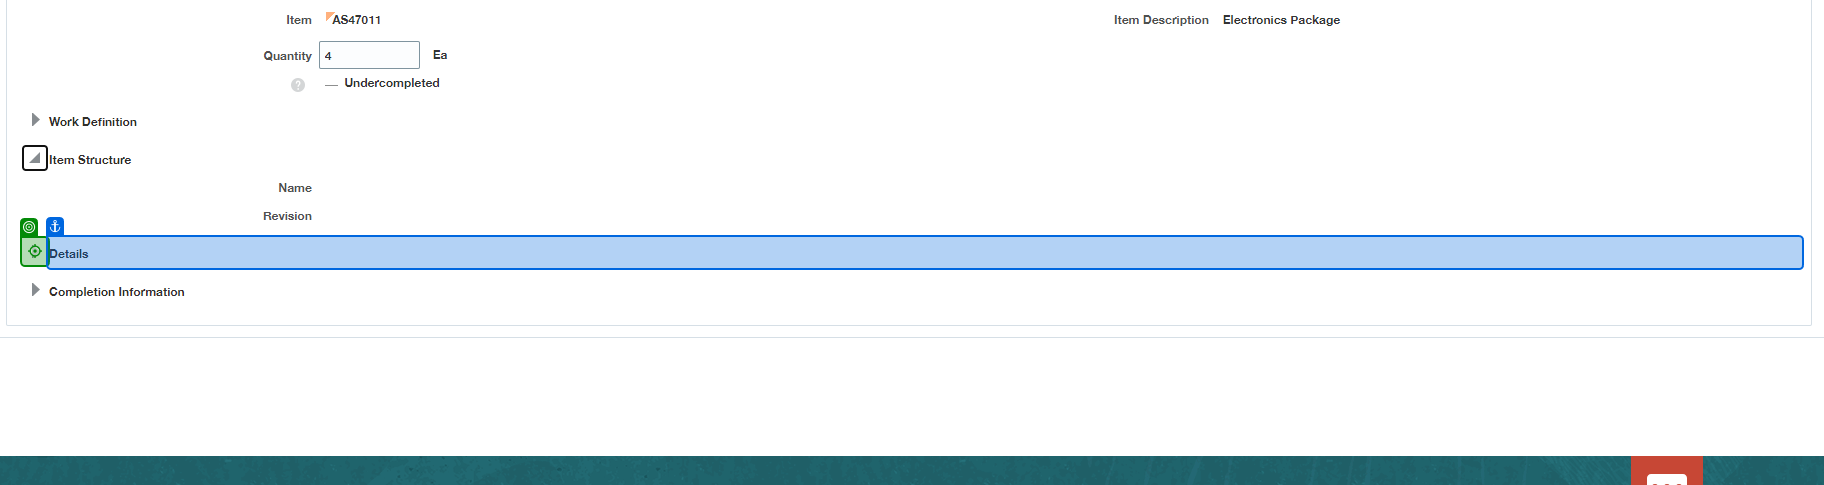 Item AS47011 Item Description Electronics Package
Quantity 4 Ea
? — Undercompleted
Work Definition
Item Structure
Name
Revision
Details
Completion Information